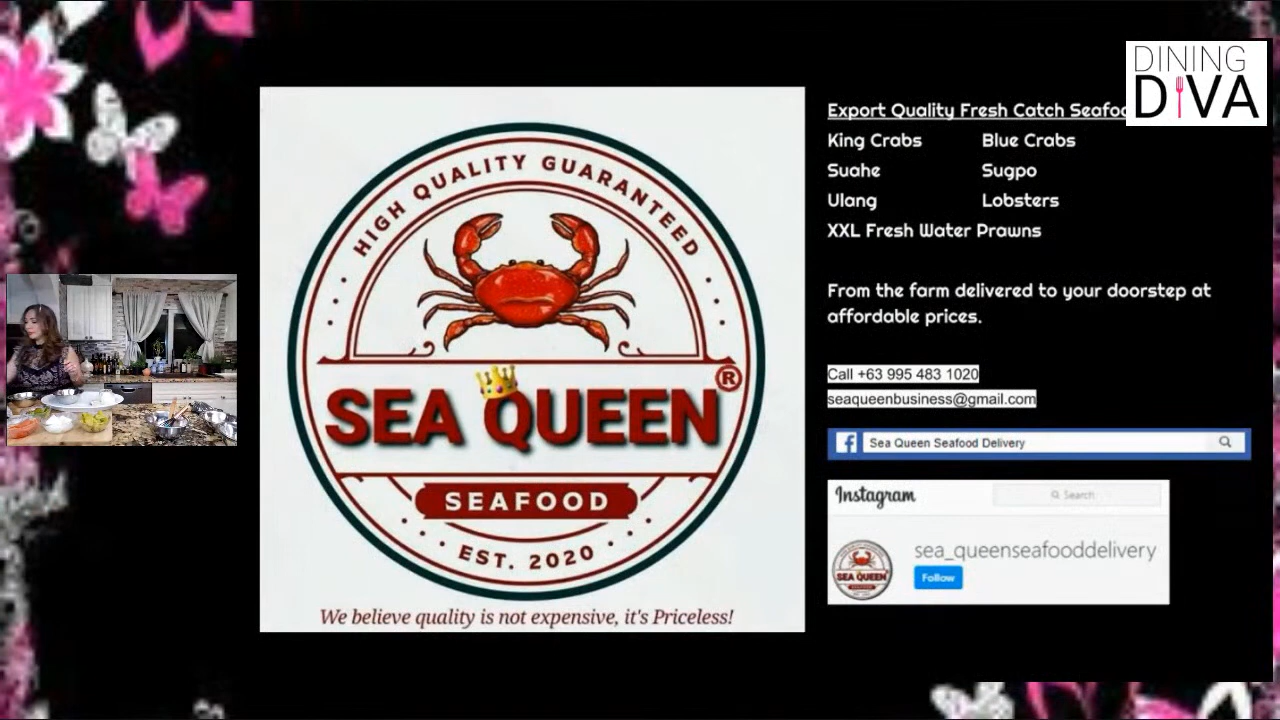 DINING
DIVA
Export Quality Fresh Catch
King Crabs Blue Crabs
Suahe Sugpo
Ulang Lobsters
XXL Fresh Water Prawns
From the farm delivered to your doorstep at
affordable prices.
Call +63 995 483 1020
seaqueenbusiness@gmail.com
f Sea Queen Seafood Delivery
Instagram Search
sea_queenseafooddelivery
Follow
SEA QUEEN
HIGH QUALITY GUARANTEED
SEA QUEEN ®
SEAFOOD
EST. 2020
We believe quality is not expensive, it's Priceless!